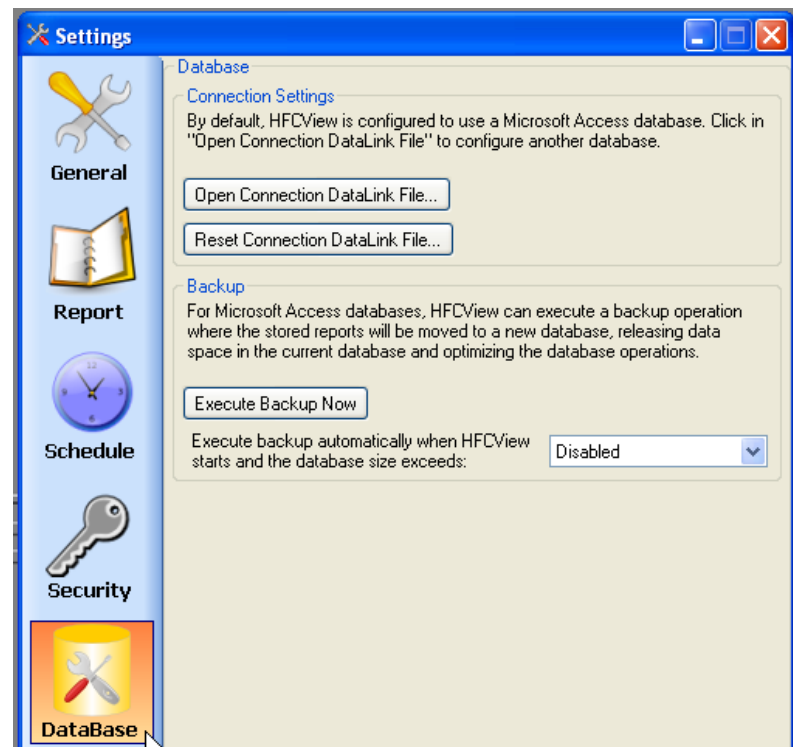 Settings
General
Report
Schedule
Security
DataBase
Database
Connection Settings
By default, HFCView is configured to use a Microsoft Access database. Click in
"Open Connection DataLink File" to configure another database.
Open Connection DataLink File...
Reset Connection DataLink File...
Backup
For Microsoft Access databases, HFCView can execute a backup operation
where the stored reports will be moved to a new database, releasing data
space in the current database and optimizing the database operations.
Execute Backup Now
Execute backup automatically when HFCView
starts and the database size exceeds:
Disabled